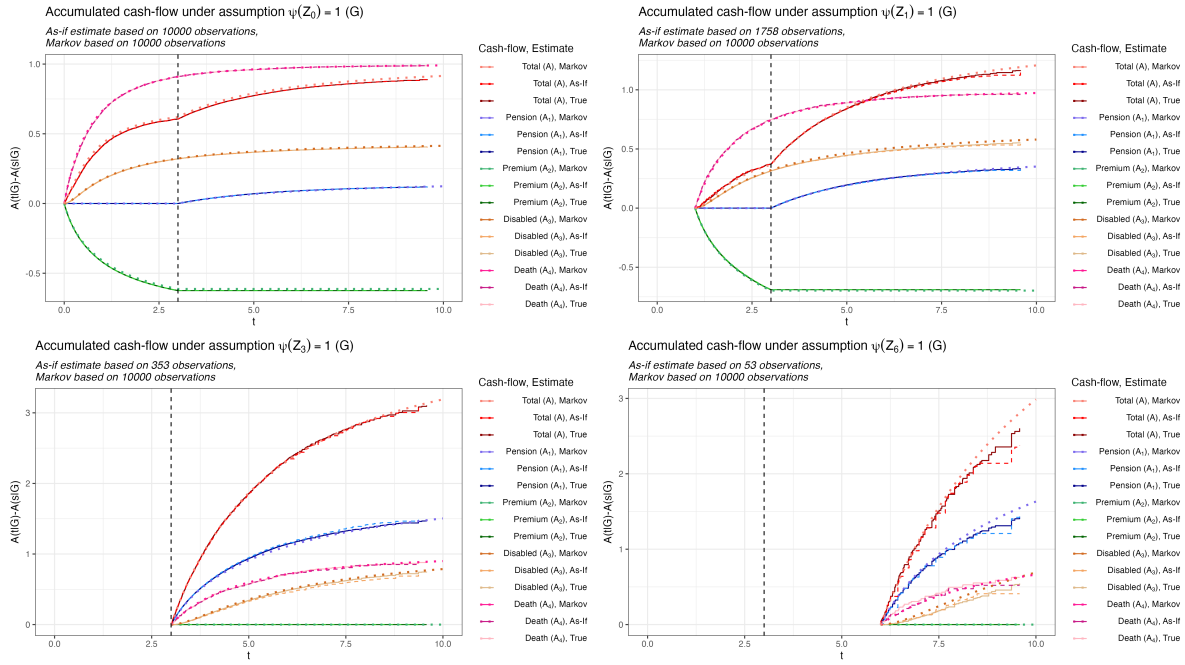 Accumulated cash-flow under assumption ψ(Z₀) = 1 (G)
As-if estimate based on 10000 observations,
Markov based on 10000 observations
A(t|G)-A(s|G)
1.0
0.5
0.0
-0.5
0.0 2.5 5.0 7.5 10.0
t
Cash-flow, Estimate
Total (A), Markov
Total (A), As-If
Total (A), True
Pension (A₁), Markov
Pension (A₁), As-If
Pension (A₁), True
Premium (A₂), Markov
Premium (A₂), As-If
Premium (A₂), True
Disabled (A₃), Markov
Disabled (A₃), As-If
Disabled (A₃), True
Death (A₄), Markov
Death (A₄), As-If
Death (A₄), True
Accumulated cash-flow under assumption ψ(Z₁) = 1 (G)
As-if estimate based on 1758 observations,
Markov based on 10000 observations
A(t|G)-A(s|G)
1.0
0.5
0.0
-0.5
0.0 2.5 5.0 7.5 10.0
t
Cash-flow, Estimate
Total (A), Markov
Total (A), As-If
Total (A), True
Pension (A₁), Markov
Pension (A₁), As-If
Pension (A₁), True
Premium (A₂), Markov
Premium (A₂), As-If
Premium (A₂), True
Disabled (A₃), Markov
Disabled (A₃), As-If
Disabled (A₃), True
Death (A₄), Markov
Death (A₄), As-If
Death (A₄), True
Accumulated cash-flow under assumption ψ(Z₃) = 1 (G)
As-if estimate based on 353 observations,
Markov based on 10000 observations
A(t|G)-A(s|G)
3
2
1
0
0.0 2.5 5.0 7.5 10.0
t
Cash-flow, Estimate
Total (A), Markov
Total (A), As-If
Total (A), True
Pension (A₁), Markov
Pension (A₁), As-If
Pension (A₁), True
Premium (A₂), Markov
Premium (A₂), As-If
Premium (A₂), True
Disabled (A₃), Markov
Disabled (A₃), As-If
Disabled (A₃), True
Death (A₄), Markov
Death (A₄), As-If
Death (A₄), True
Accumulated cash-flow under assumption ψ(Z₆) = 1 (G)
As-if estimate based on 53 observations,
Markov based on 10000 observations
A(t|G)-A(s|G)
3
2
1
0
0.0 2.5 5.0 7.5 10.0
t
Cash-flow, Estimate
Total (A), Markov
Total (A), As-If
Total (A), True
Pension (A₁), Markov
Pension (A₁), As-If
Pension (A₁), True
Premium (A₂), Markov
Premium (A₂), As-If
Premium (A₂), True
Disabled (A₃), Markov
Disabled (A₃), As-If
Disabled (A₃), True
Death (A₄), Markov
Death (A₄), As-If
Death (A₄), True